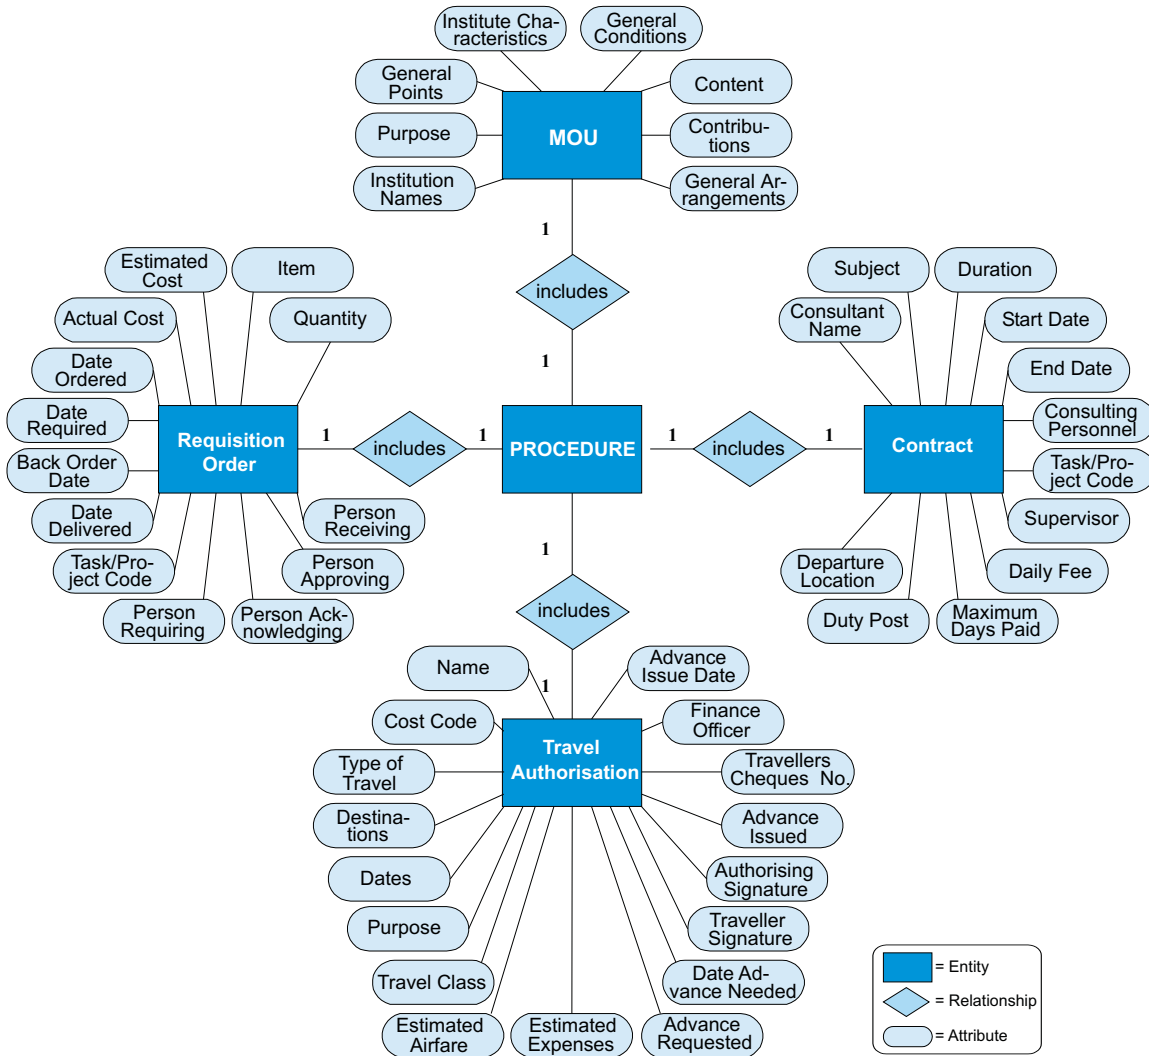 Institute Cha-
racteristics
General
Conditions
General
Points
Content
Purpose
MOU
Contribu-
tions
Institution
Names
General Ar-
rangements
1
includes
1
Estimated
Cost
Item
Actual Cost
Quantity
Date
Ordered
Date
Required
Back Order
Date
Date
Delivered
Task/Pro-
ject Code
Person
Requiring
Person Ack-
nowledging
Person
Approving
Person
Receiving
Requisition
Order
1
includes
1
PROCEDURE
1
includes
1
Subject
Duration
Consultant
Name
Start Date
End Date
Consulting
Personnel
Contract
Task/Pro-
ject Code
Supervisor
Departure
Location
Daily Fee
Duty Post
Maximum
Days Paid
1
includes
1
Name
Advance
Issue Date
Cost Code
Finance
Officer
Type of
Travel
Travel
Authorisation
Travellers
Cheques No.
Destina-
tions
Advance
Issued
Dates
Authorising
Signature
Purpose
Traveller
Signature
Travel Class
Date Ad-
vance Needed
Estimated
Airfare
Estimated
Expenses
Advance
Requested
= Entity
= Relationship
= Attribute